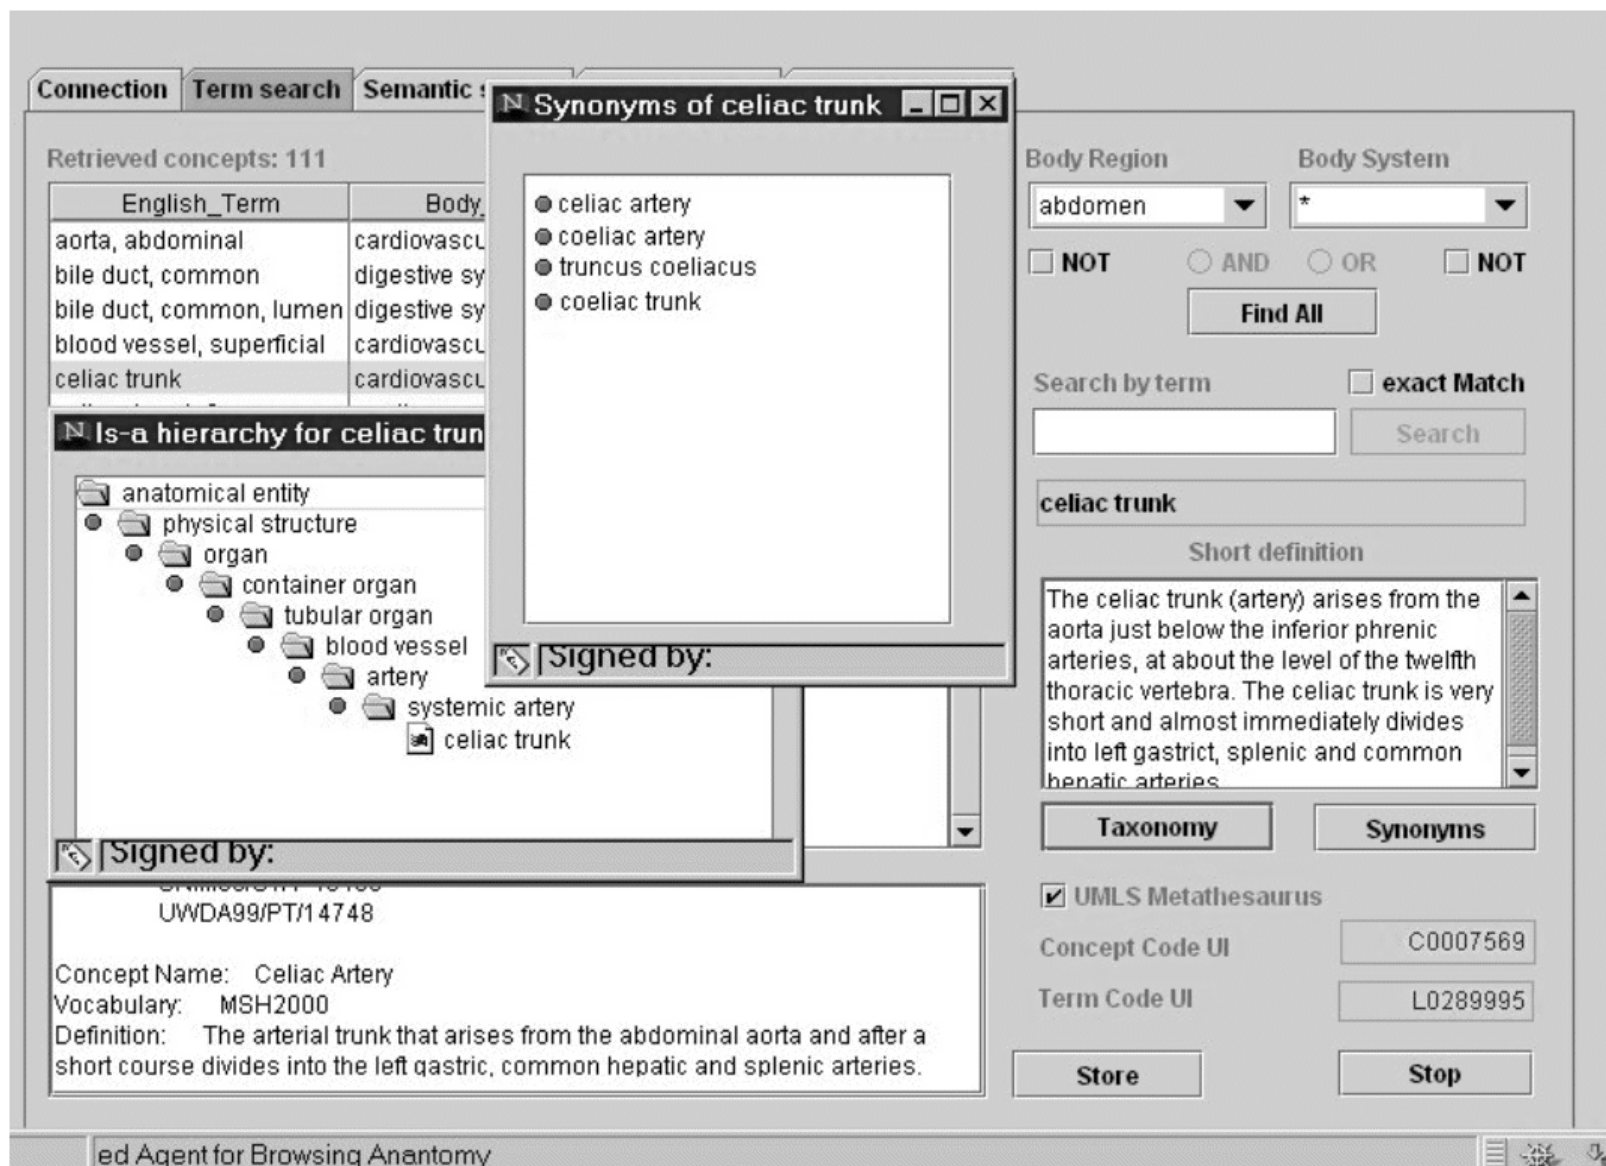 Connection
Term search
Semantic s
Synonyms of celiac trunk
Retrieved concepts: 111
English_Term
Body_
aorta, abdominal
cardiovascu
bile duct, common
digestive sy
bile duct, common, lumen
digestive sy
blood vessel, superficial
cardiovascu
celiac trunk
cardiovascu
celiac artery
coeliac artery
truncus coeliacus
coeliac trunk
Signed by:
Is-a hierarchy for celiac trun
anatomical entity
physical structure
organ
container organ
tubular organ
blood vessel
artery
systemic artery
celiac trunk
Signed by:
UWDA99/PT/14748
Concept Name: Celiac Artery
Vocabulary: MSH2000
Definition: The arterial trunk that arises from the abdominal aorta and after a
short course divides into the left gastric, common hepatic and splenic arteries.
Body Region
Body System
abdomen
*
NOT
AND
OR
NOT
Find All
Search by term
exact Match
Search
celiac trunk
Short definition
The celiac trunk (artery) arises from the
aorta just below the inferior phrenic
arteries, at about the level of the twelfth
thoracic vertebra. The celiac trunk is very
short and almost immediately divides
into left gastrict, splenic and common
hepatic arteries
Taxonomy
Synonyms
UMLS Metathesaurus
Concept Code UI
C0007569
Term Code UI
L0289995
Store
Stop
ed Agent for Browsing Anantomy